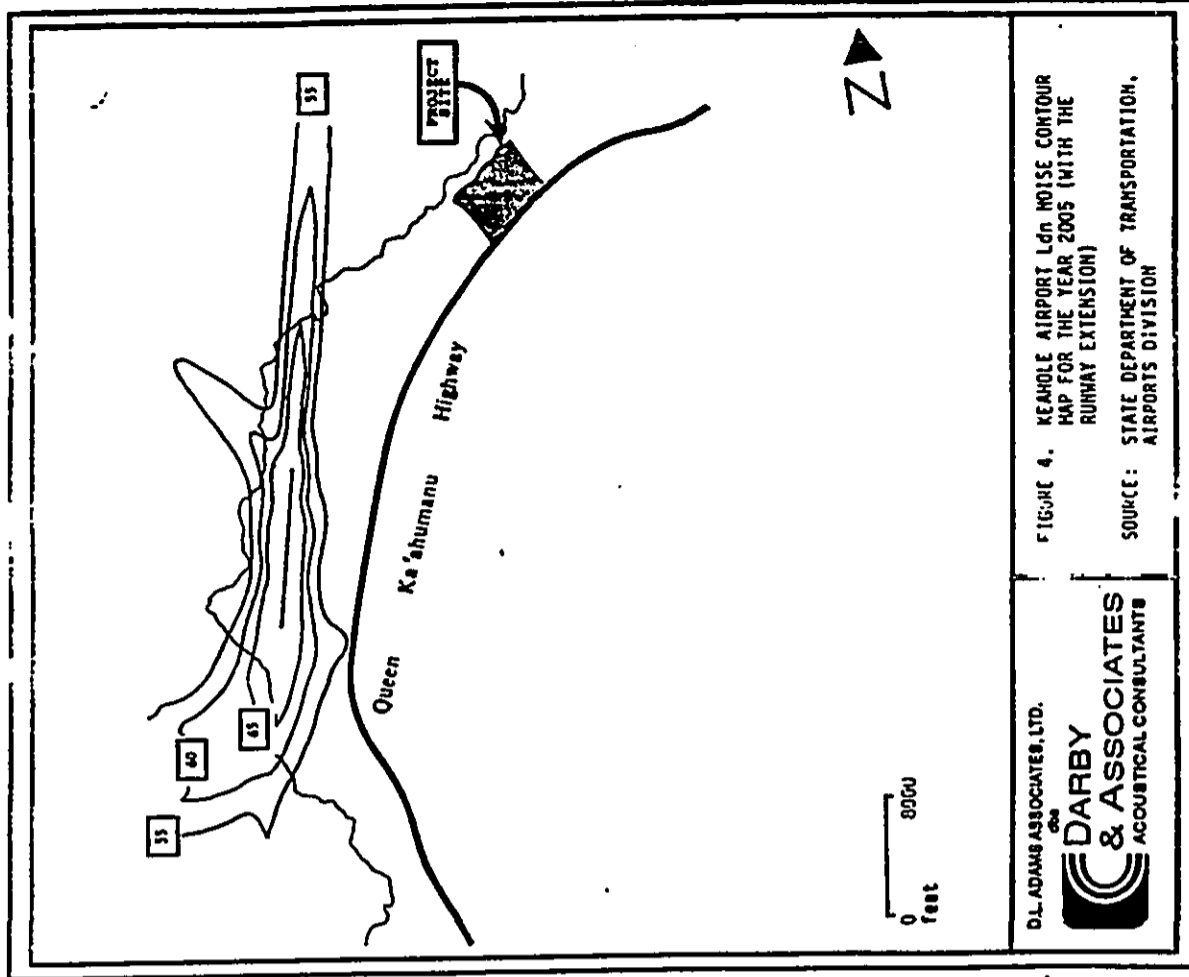 55
PROJECT
SITE
55
60
65
Queen Ka'ahumanu Highway
0 8000
feet
N
D.L. ADAMS ASSOCIATES, LTD.
dba
DARBY
& ASSOCIATES
ACOUSTICAL CONSULTANTS
FIGURE 4. KEAHOLE AIRPORT Ldn NOISE CONTOUR
MAP FOR THE YEAR 2005 (WITH THE
RUNWAY EXTENSION)
SOURCE: STATE DEPARTMENT OF TRANSPORTATION,
AIRPORTS DIVISION